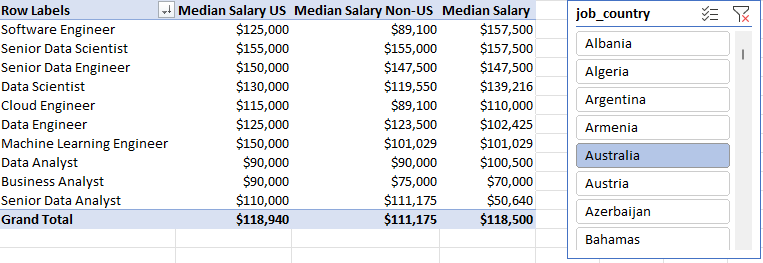 Row Labels Median Salary US Median Salary Non-US Median Salary
Software Engineer $125,000 $89,100 $157,500
Senior Data Scientist $155,000 $155,000 $157,500
Senior Data Engineer $150,000 $147,500 $147,500
Data Scientist $130,000 $119,550 $139,216
Cloud Engineer $115,000 $89,100 $110,000
Data Engineer $125,000 $123,500 $102,425
Machine Learning Engineer $150,000 $101,029 $101,029
Data Analyst $90,000 $90,000 $100,500
Business Analyst $90,000 $75,000 $70,000
Senior Data Analyst $110,000 $111,175 $50,640
Grand Total $118,940 $111,175 $118,500
job_country
Albania
Algeria
Argentina
Armenia
Australia
Austria
Azerbaijan
Bahamas